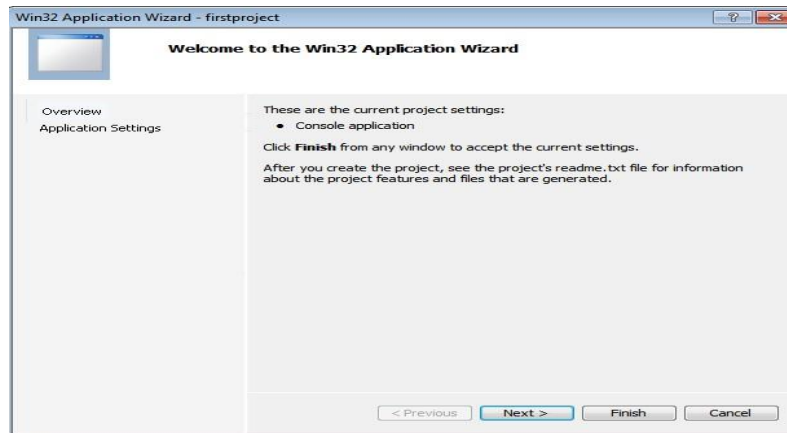 Win32 Application Wizard - firstproject
Welcome to the Win32 Application Wizard
Overview
Application Settings
These are the current project settings:
• Console application
Click Finish from any window to accept the current settings.
After you create the project, see the project's readme.txt file for information
about the project features and files that are generated.
< Previous
Next >
Finish
Cancel